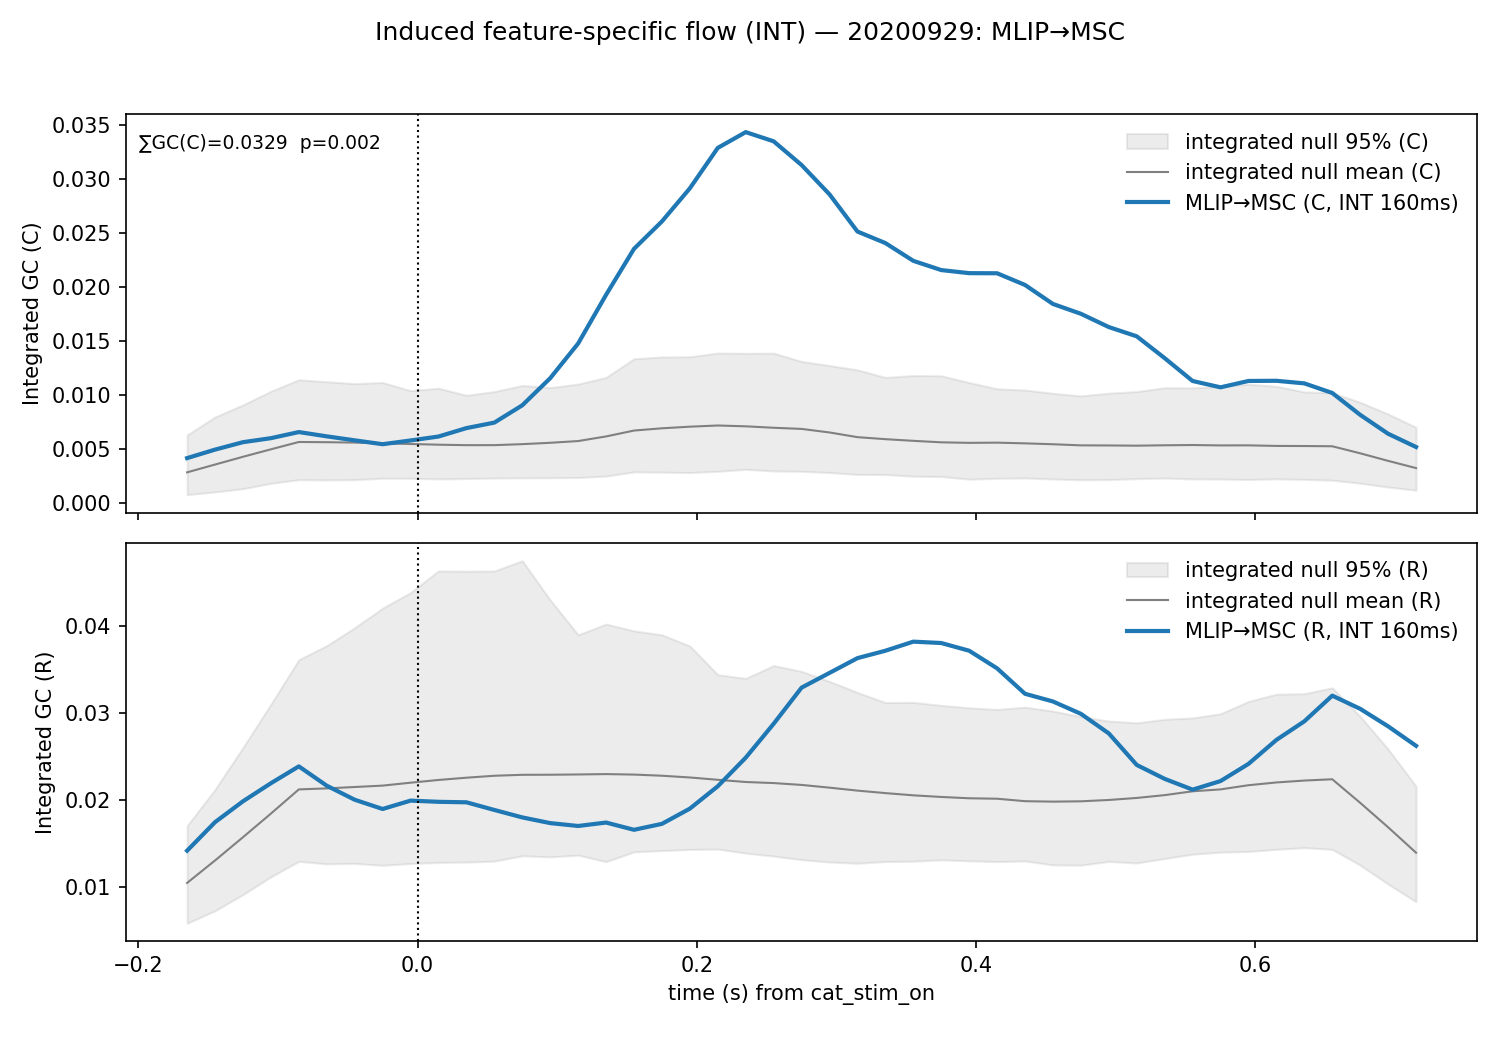 Induced feature-specific flow (INT) — 20200929: MLIP→MSC
∑GC(C)=0.0329  p=0.002
integrated null 95% (C)
integrated null mean (C)
MLIP→MSC (C, INT 160ms)
Integrated GC (C)
0.035
0.030
0.025
0.020
0.015
0.010
0.005
0.000
integrated null 95% (R)
integrated null mean (R)
MLIP→MSC (R, INT 160ms)
Integrated GC (R)
0.04
0.03
0.02
0.01
−0.2
0.0
0.2
0.4
0.6
time (s) from cat_stim_on